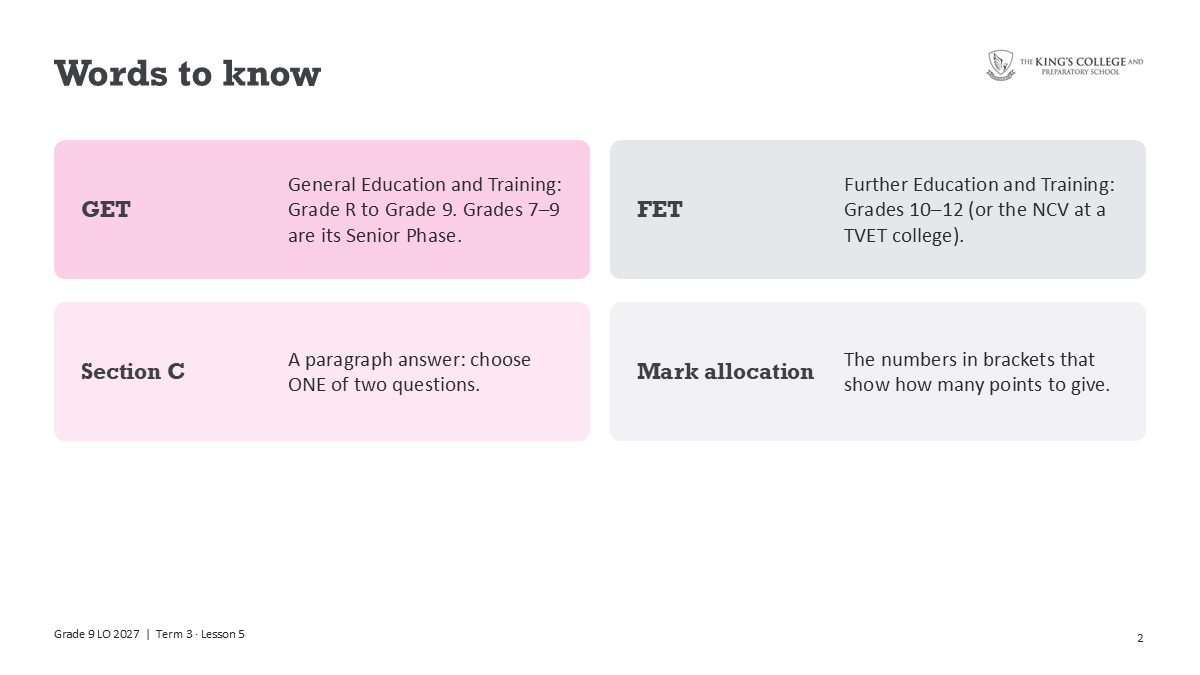 Words to know
THE KING'S COLLEGE AND
PREPARATORY SCHOOL
GET
General Education and Training:
Grade R to Grade 9. Grades 7–9
are its Senior Phase.
FET
Further Education and Training:
Grades 10–12 (or the NCV at a
TVET college).
Section C
A paragraph answer: choose
ONE of two questions.
Mark allocation
The numbers in brackets that
show how many points to give.
Grade 9 LO 2027 | Term 3 · Lesson 5
2